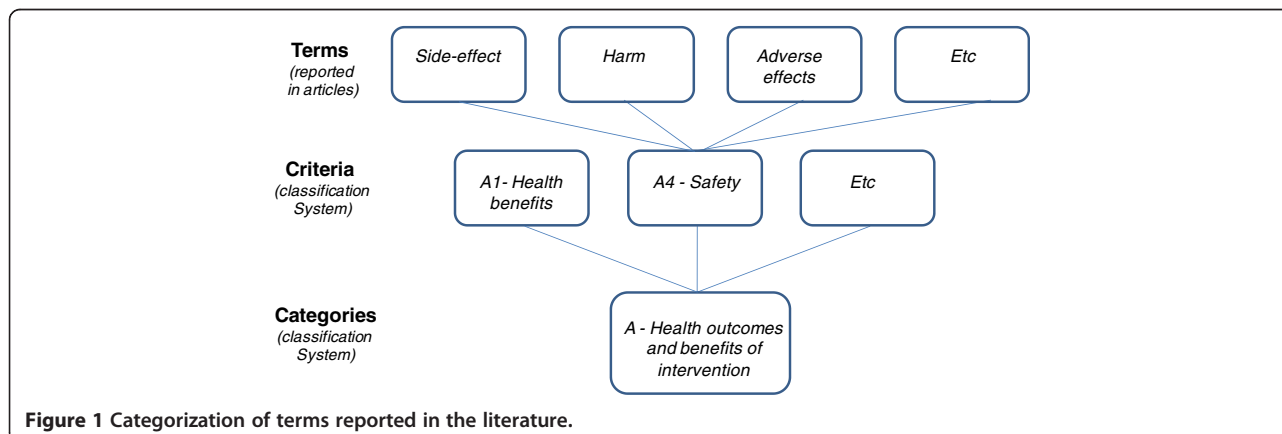 Terms
(reported
in articles)
Side-effect
Harm
Adverse
effects
Etc
Criteria
(classification
System)
A1- Health
benefits
A4 - Safety
Etc
Categories
(classification
System)
A - Health outcomes
and benefits of
intervention
Figure 1 Categorization of terms reported in the literature.